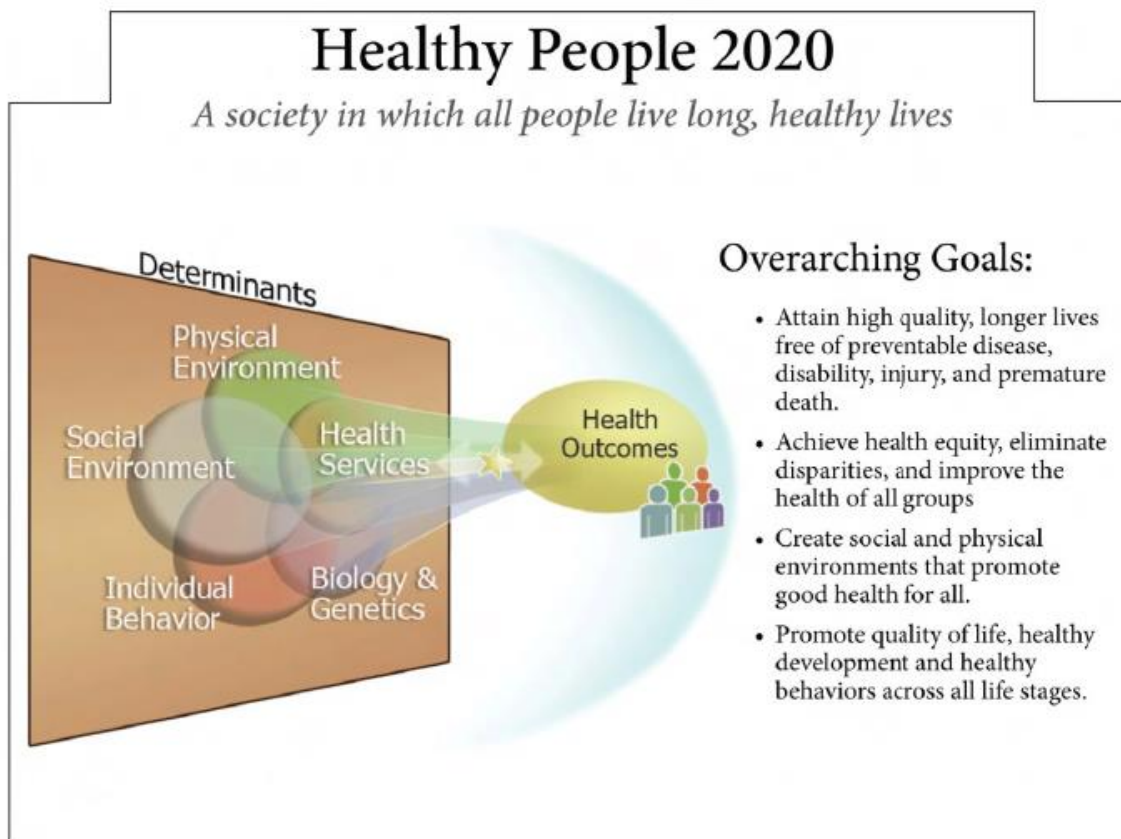 Healthy People 2020
A society in which all people live long, healthy lives
Determinants
Physical
Environment
Social
Environment
Health
Services
Individual
Behavior
Biology &
Genetics
Health
Outcomes
Overarching Goals:
• Attain high quality, longer lives
free of preventable disease,
disability, injury, and premature
death.
• Achieve health equity, eliminate
disparities, and improve the
health of all groups
• Create social and physical
environments that promote
good health for all.
• Promote quality of life, healthy
development and healthy
behaviors across all life stages.